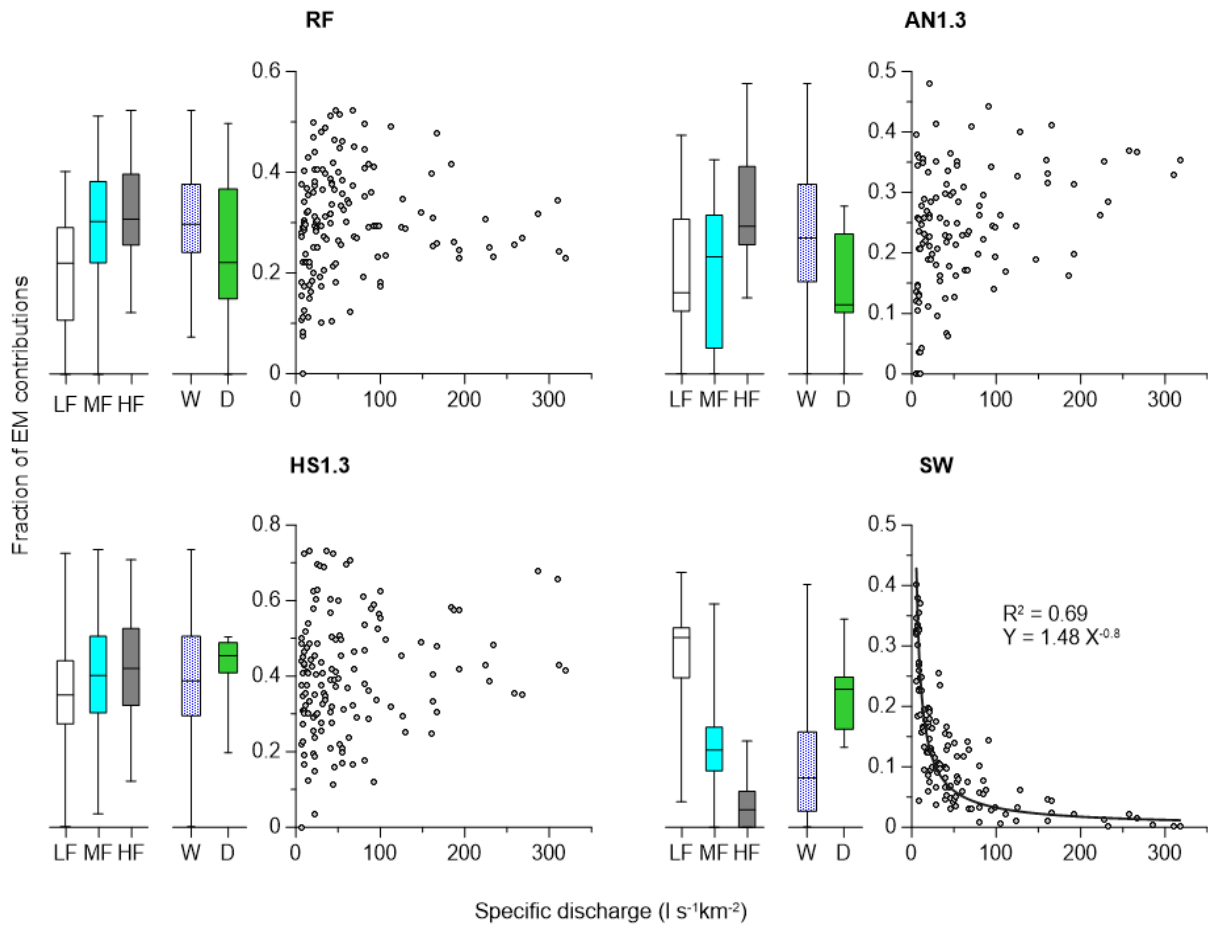 RF
AN1.3
0.6
0.4
0.2
0
LF MF HF W D
0 100 200 300
0.5
0.4
0.3
0.2
0.1
0
LF MF HF W D
0 100 200 300
Fraction of EM contributions
HS1.3
SW
0.8
0.6
0.4
0.2
0
LF MF HF W D
0 100 200 300
0.5
0.4
0.3
0.2
0.1
0
R² = 0.69
Y = 1.48 X⁻⁰·⁸
LF MF HF W D
0 100 200 300
Specific discharge (l s⁻¹km⁻²)